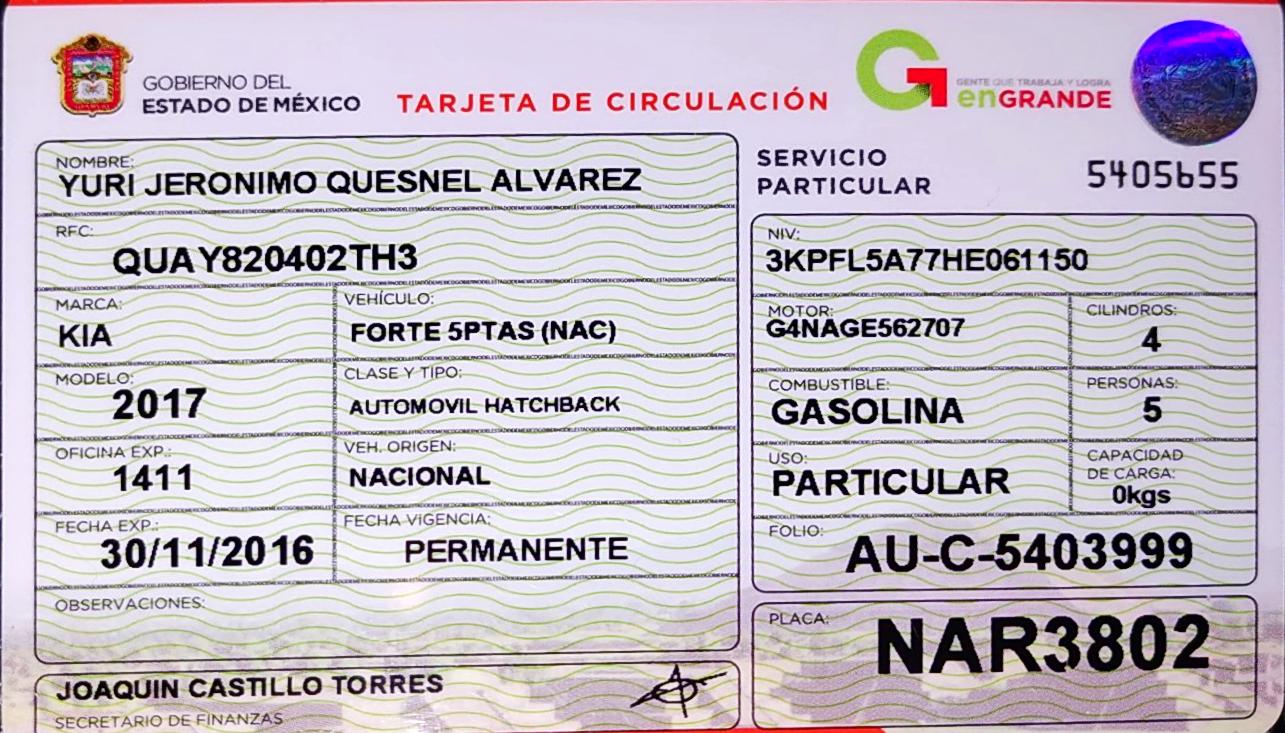 GOBIERNO DEL
ESTADO DE MÉXICO
TARJETA DE CIRCULACIÓN
GENTE QUE TRABAJA Y LOGRA
enGRANDE
NOMBRE:
YURI JERONIMO QUESNEL ALVAREZ
RFC:
QUAY820402TH3
MARCA:
KIA
VEHÍCULO:
FORTE 5PTAS (NAC)
MODELO:
2017
CLASE Y TIPO:
AUTOMOVIL HATCHBACK
OFICINA EXP.:
1411
VEH. ORIGEN:
NACIONAL
FECHA EXP.:
30/11/2016
FECHA VIGENCIA:
PERMANENTE
OBSERVACIONES:
JOAQUIN CASTILLO TORRES
SECRETARIO DE FINANZAS
SERVICIO
PARTICULAR
5405655
NIV:
3KPFL5A77HE061150
MOTOR:
G4NAGE562707
CILINDROS:
4
COMBUSTIBLE:
GASOLINA
PERSONAS:
5
USO:
PARTICULAR
CAPACIDAD
DE CARGA:
0kgs
FOLIO:
AU-C-5403999
PLACA:
NAR3802